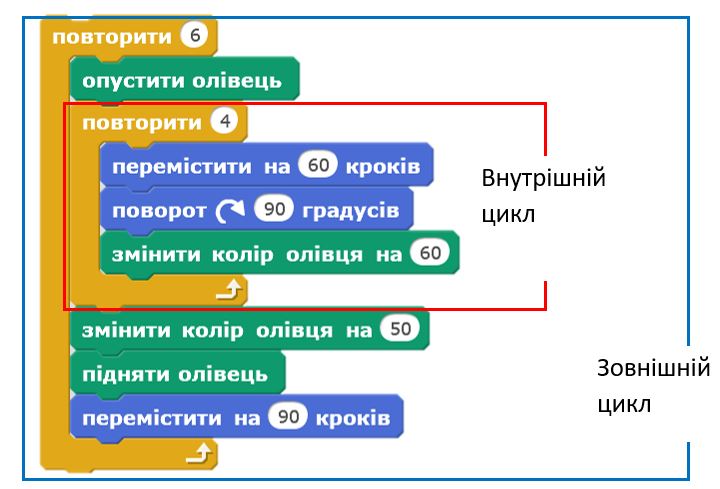 повторити 6
опустити олівець
повторити 4
перемістити на 60 кроків
поворот 90 градусів
змінити колір олівця на 60
Внутрішній
цикл
змінити колір олівця на 50
підняти олівець
перемістити на 90 кроків
Зовнішній
цикл